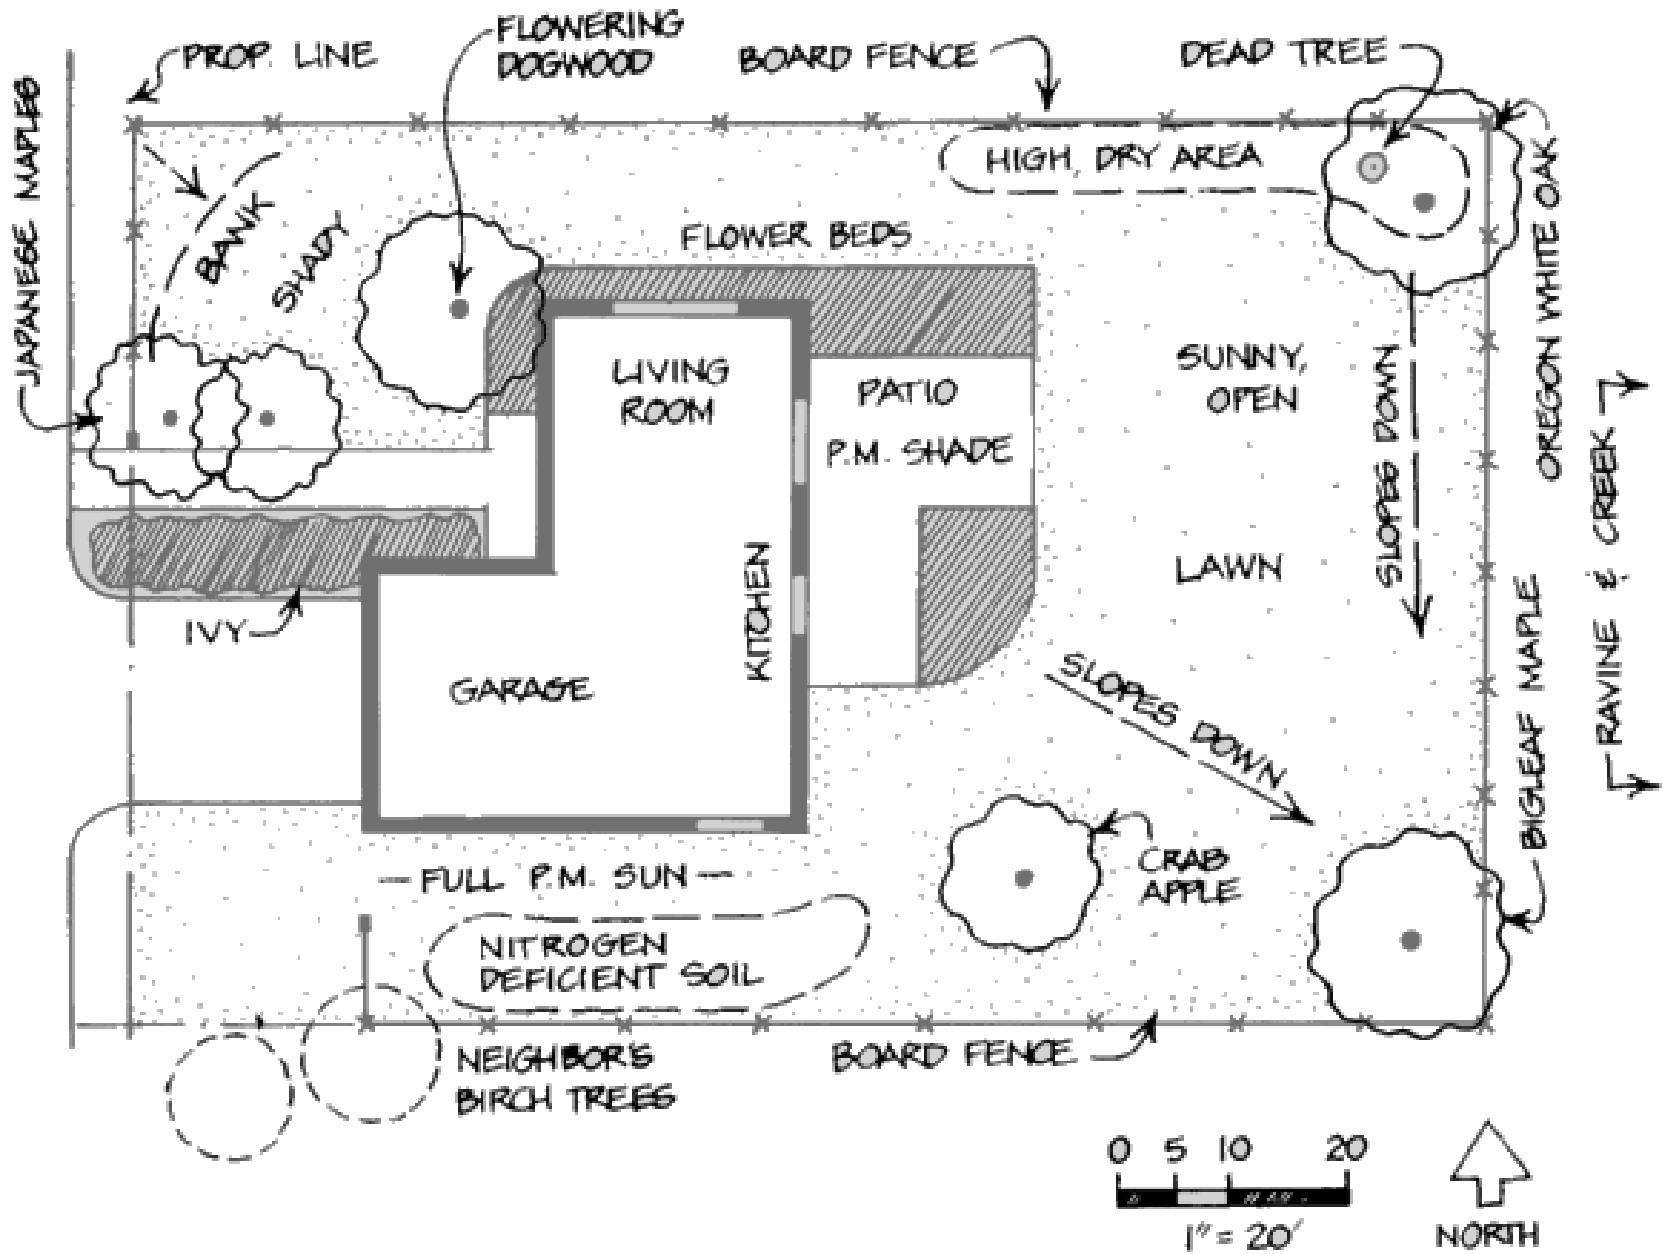 FLOWERING
DOGWOOD
PROP. LINE
BOARD FENCE
DEAD TREE
JAPANESE MAPLES
HIGH, DRY AREA
BANK
SHADY
FLOWER BEDS
OREGON WHITE OAK
LIVING
ROOM
PATIO
P.M. SHADE
SUNNY,
OPEN
SLOPES DOWN
RAVINE & CREEK
LAWN
KITCHEN
IVY
GARAGE
SLOPES DOWN
BIGLEAF MAPLE
CRAB
APPLE
FULL P.M. SUN
NITROGEN
DEFICIENT SOIL
NEIGHBOR'S
BIRCH TREES
BOARD FENCE
0 5 10 20
1" = 20'
NORTH